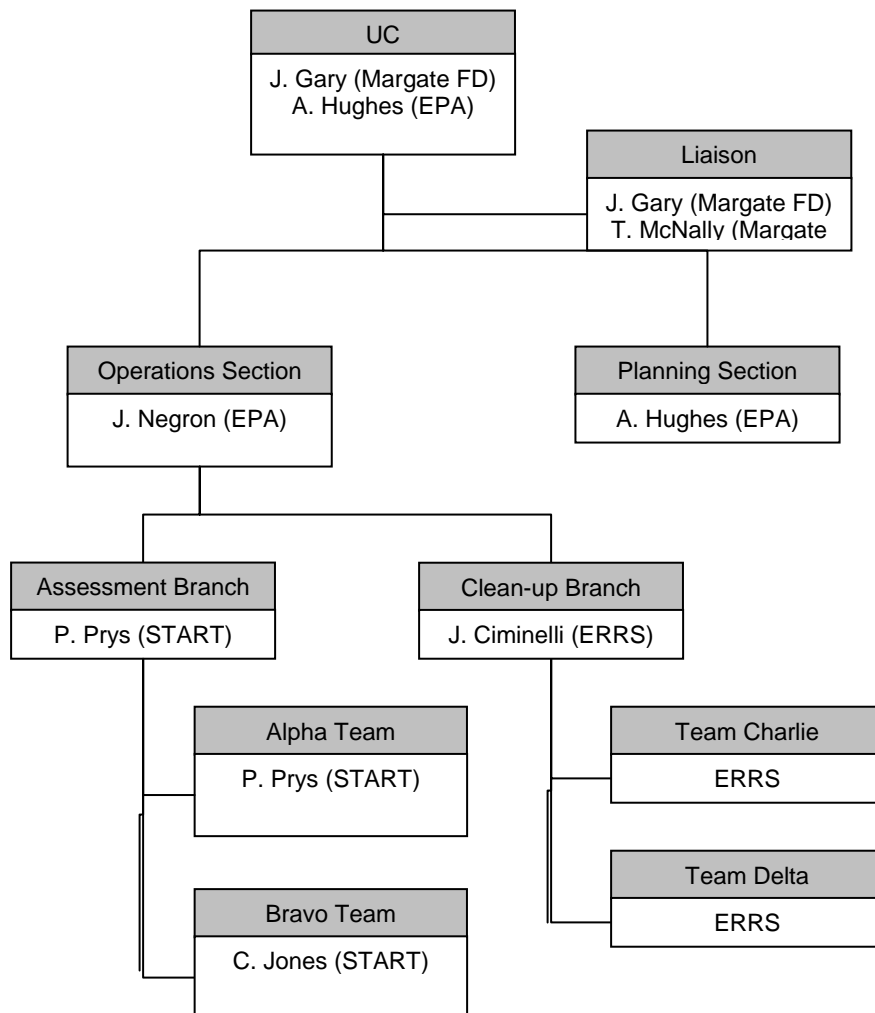 UC
J. Gary (Margate FD)
A. Hughes (EPA)
Liaison
J. Gary (Margate FD)
T. McNally (Margate
Operations Section
J. Negron (EPA)
Planning Section
A. Hughes (EPA)
Assessment Branch
P. Prys (START)
Clean-up Branch
J. Ciminelli (ERRS)
Alpha Team
P. Prys (START)
Team Charlie
ERRS
Bravo Team
C. Jones (START)
Team Delta
ERRS